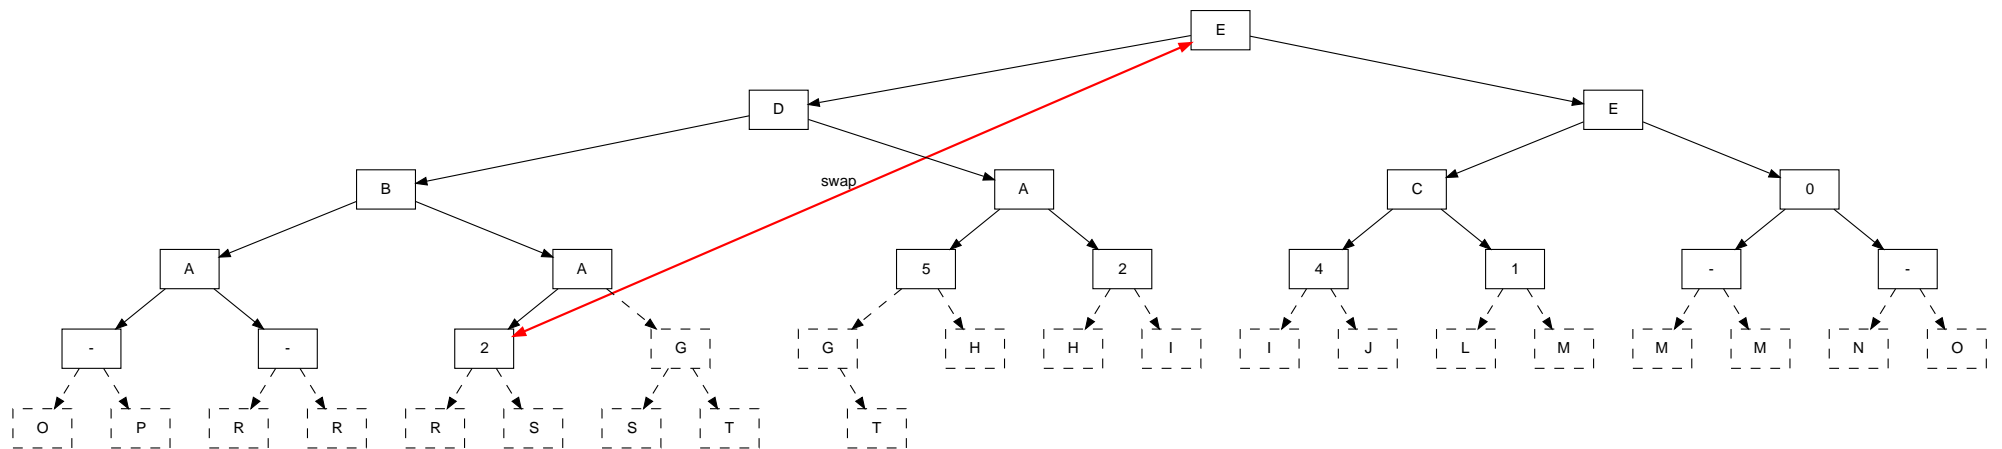 E
D E
swap
B A C 0
A A 5 2 4 1 - -
- - 2 G G H H I I J L M M M N O
O P R R R S S T T